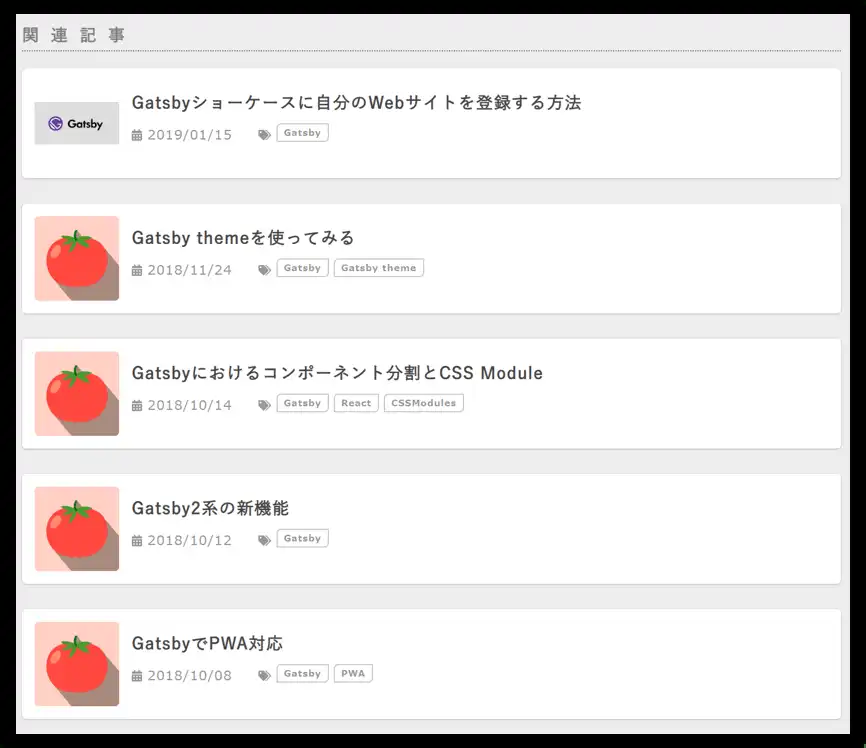 関連記事
Gatsbyショーケースに自分のWebサイトを登録する方法
Gatsby
2019/01/15 Gatsby
Gatsby themeを使ってみる
2018/11/24 Gatsby Gatsby theme
Gatsbyにおけるコンポーネント分割とCSS Module
2018/10/14 Gatsby React CSSModules
Gatsby2系の新機能
2018/10/12 Gatsby
GatsbyでPWA対応
2018/10/08 Gatsby PWA